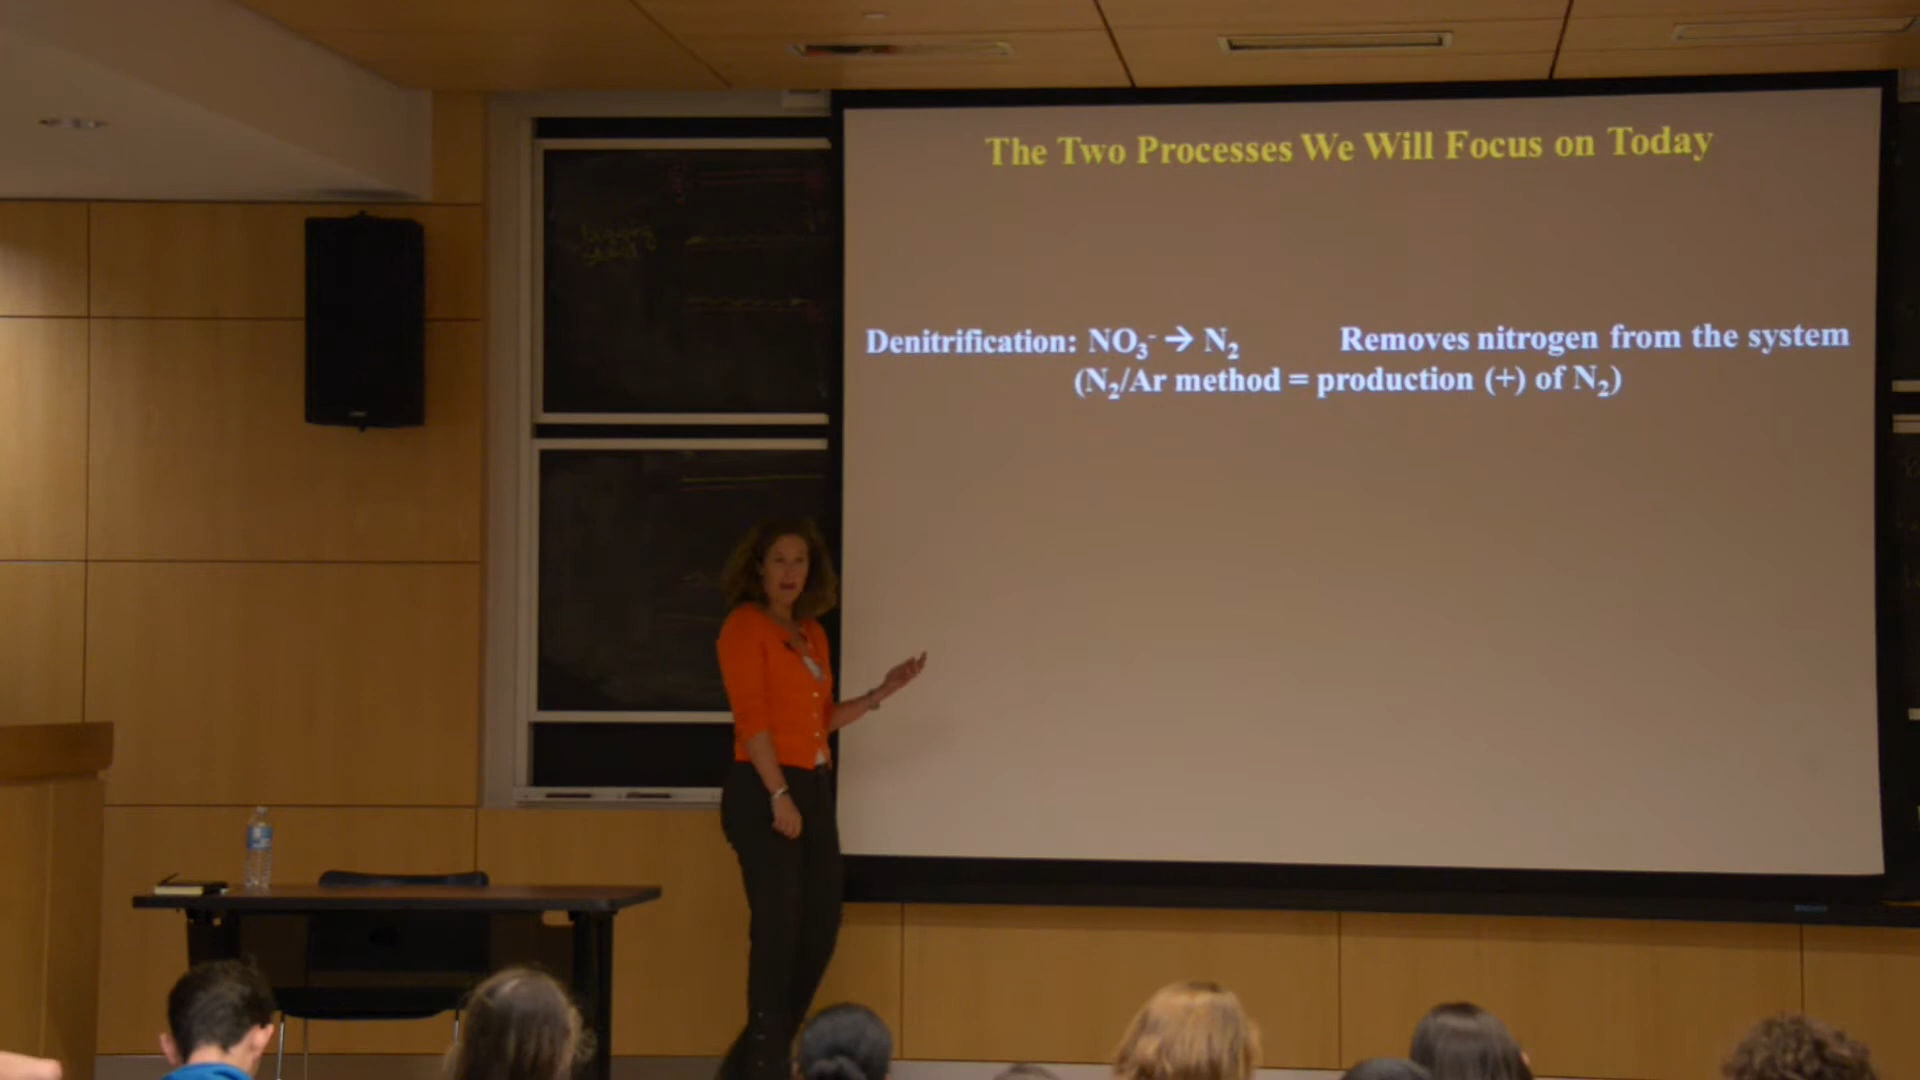 The Two Processes We Will Focus on Today
Denitrification: NO₃⁻ → N₂ Removes nitrogen from the system
(N₂/Ar method = production (+) of N₂)